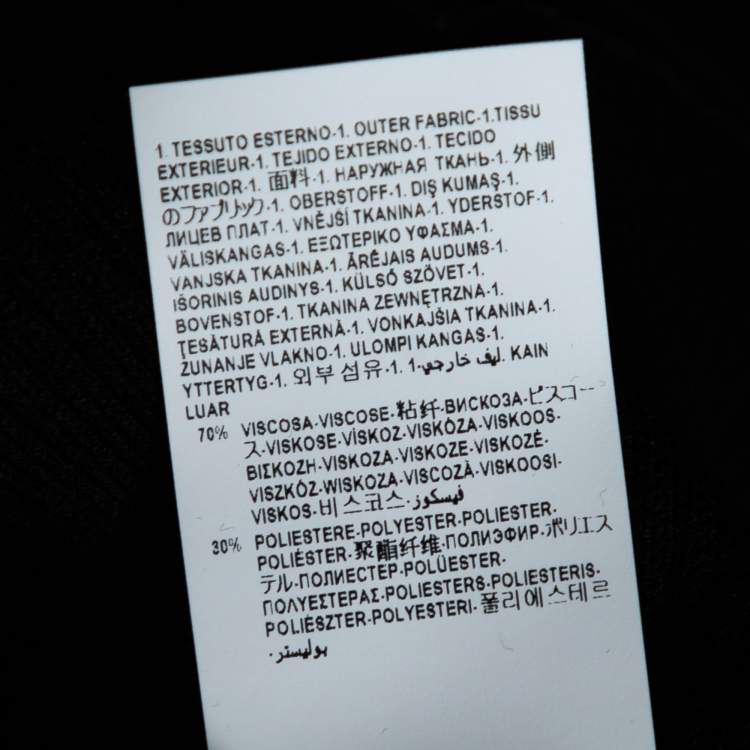 1. TESSUTO ESTERNO-1. OUTER FABRIC-1.TISSU
EXTERIEUR-1. TEJIDO EXTERNO-1. TECIDO
EXTERIOR-1. 面料-1. НАРУЖНАЯ ТКАНЬ-1. 外側
のファブリック-1. OBERSTOFF-1. DIŞ KUMAŞ-1.
ЛИЦЕВ ПЛАТ-1. VNĚJŠÍ TKANINA-1. YDERSTOF-1.
VÄLISKANGAS-1. ΕΞΩΤΕΡΙΚΟ ΥΦΑΣΜΑ-1.
VANJSKA TKANINA-1. ĀRĒJAIS AUDUMS-1.
IŠORINIS AUDINYS-1. KÜLSŐ SZÖVET-1.
BOVENSTOF-1. TKANINA ZEWNĘTRZNA-1.
ŢESĂTURĂ EXTERNĂ-1. VONKAJŠIA TKANINA-1.
ZUNANJE VLAKNO-1. ULOMPI KANGAS-1.
YTTERTYG-1. 외부 섬유-1. ليف خارجي-1. 1. KAIN
LUAR
70% VISCOSA-VISCOSE-粘纤-ВИСКОЗА-ビスコー
ス-VISKOSE-VİSKOZ-VISKÓZA-VISKOOS-
ΒΙΣΚΟΖΗ-VISKOZA-VISKOZE-VISKOZĖ-
VISZKÓZ-WISKOZA-VISCOZĂ-VISKOOSI-
VISKOS-비스코스-فيسكوز
30% POLIESTERE-POLYESTER-POLIESTER-
POLIÉSTER-聚酯纤维-ПОЛИЭФИР-ポリエス
テル-ПОЛИЕСТЕР-POLÜESTER-
ΠΟΛΥΕΣΤΕΡΑΣ-POLIESTERS-POLIESTERIS-
POLIÉSZTER-POLYESTERI-폴리에스테르
-بوليستر